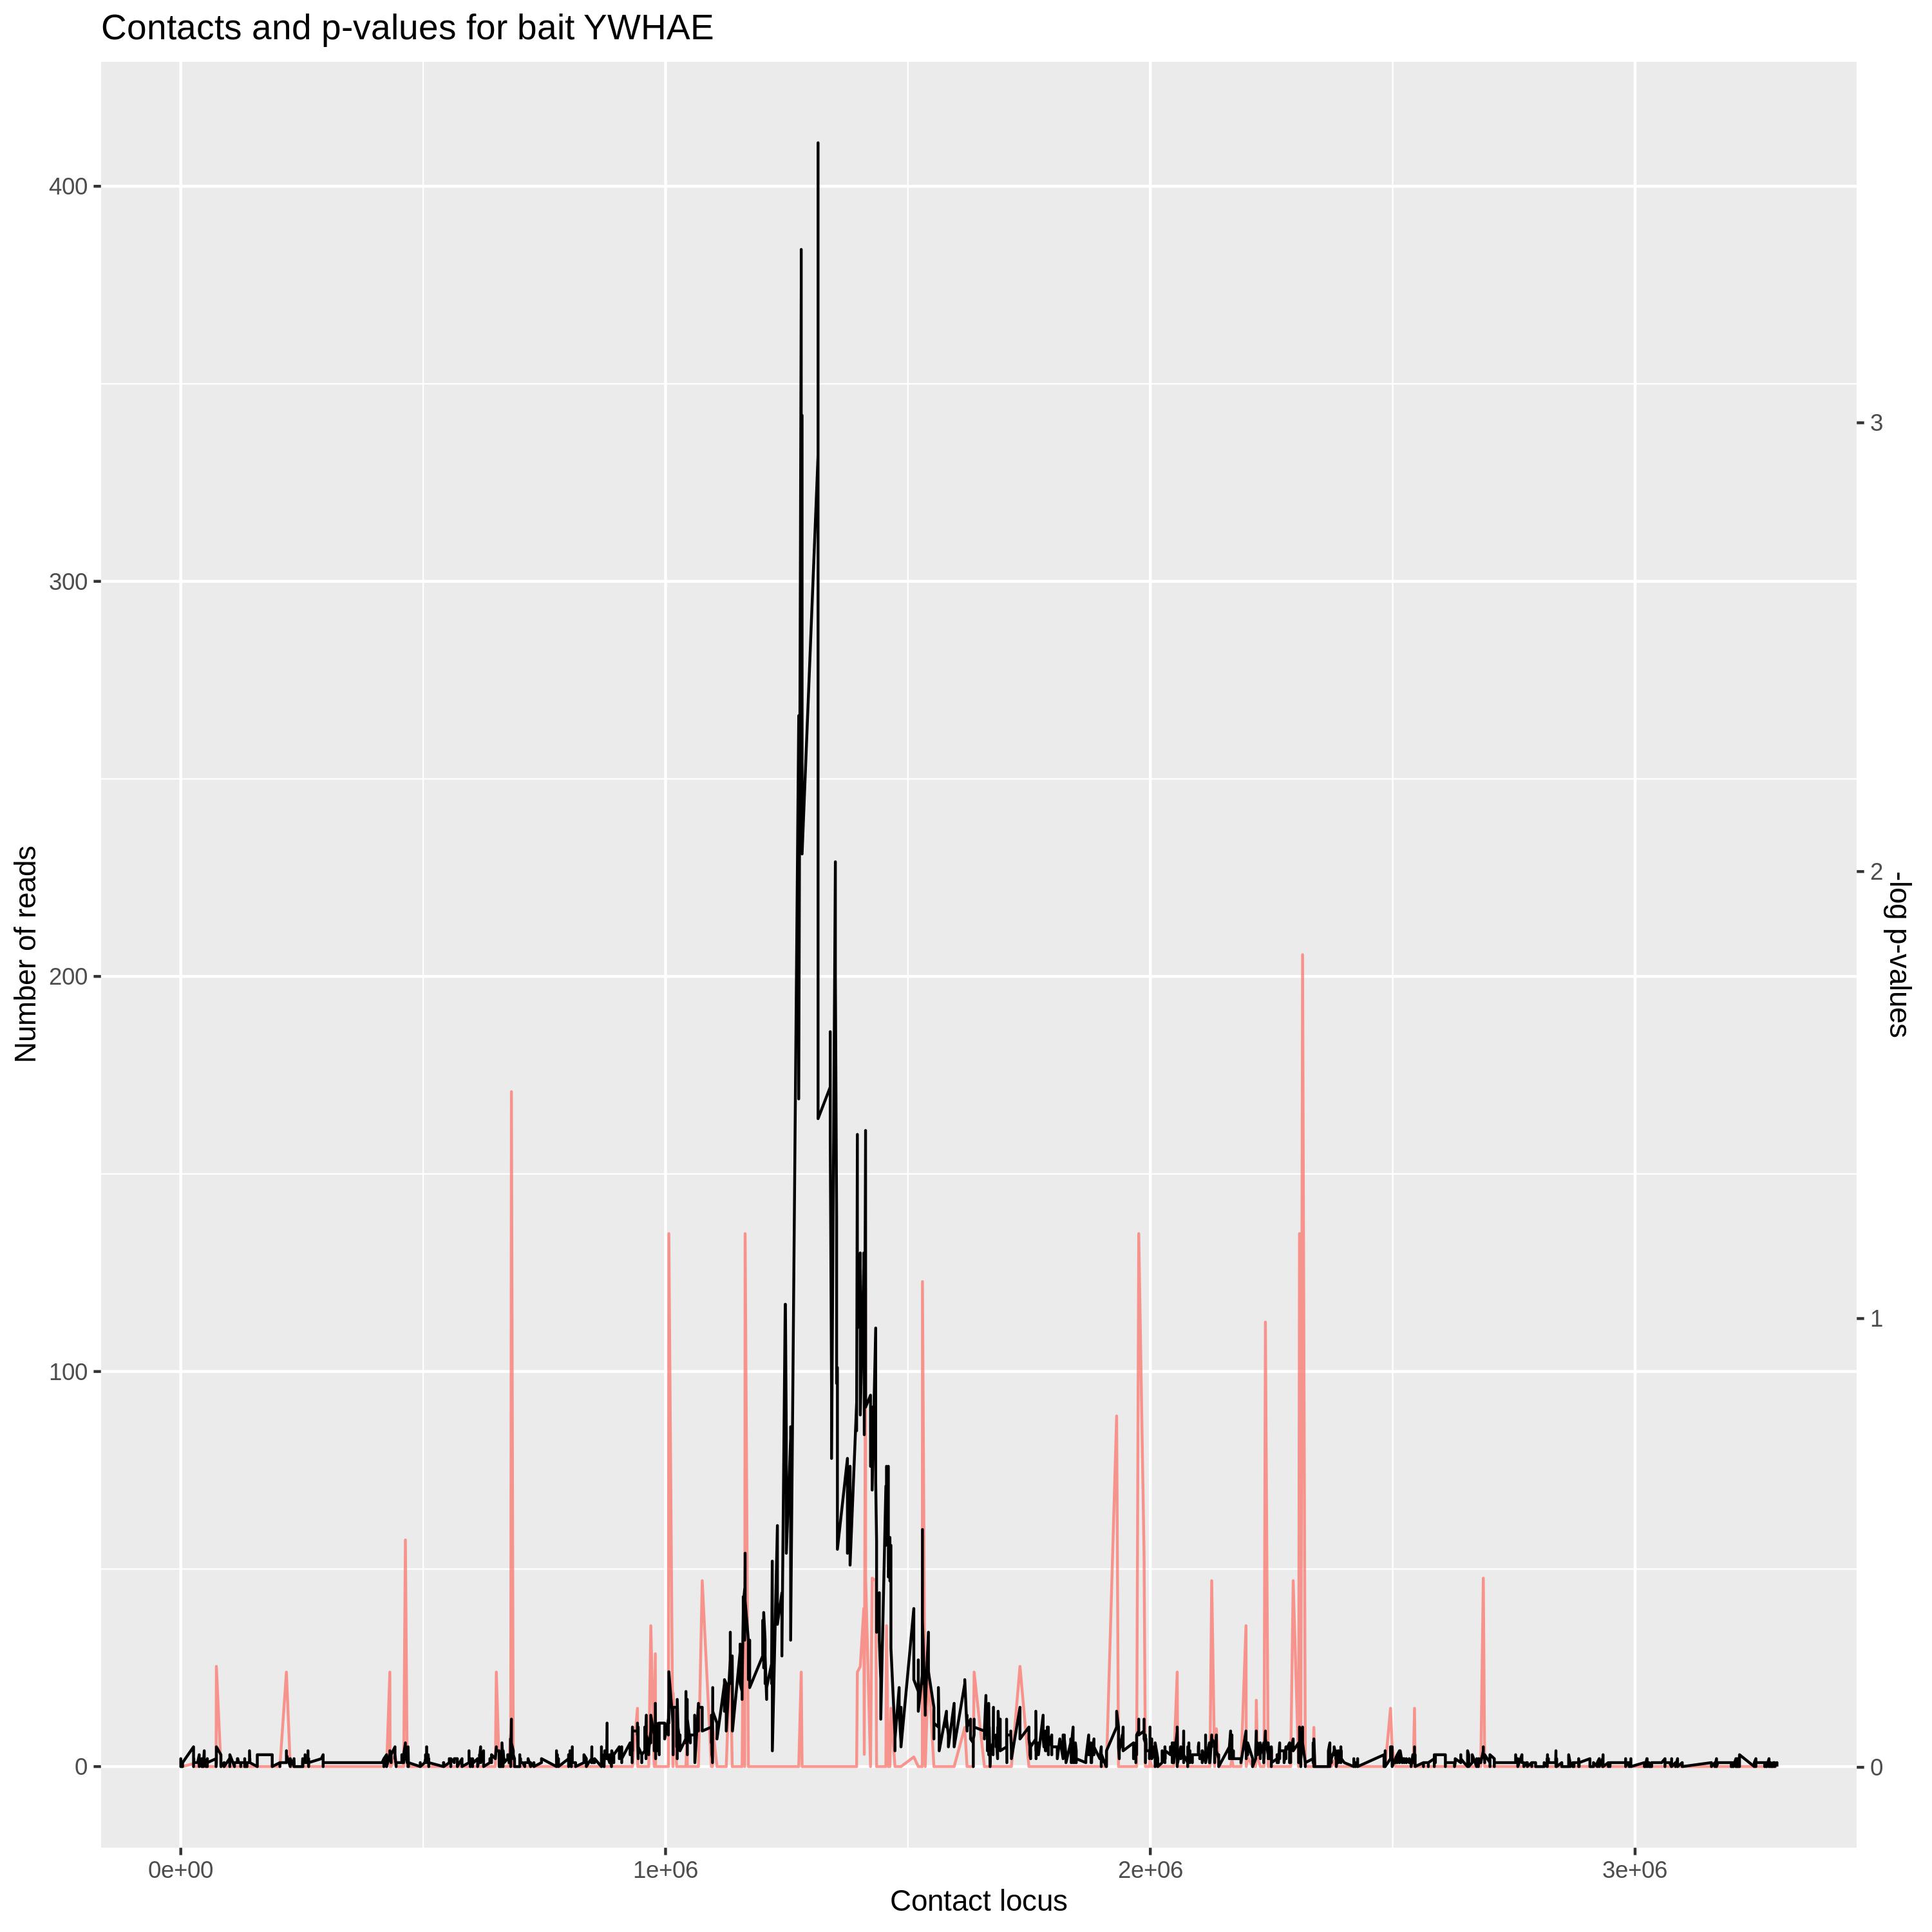 Contacts and p-values for bait YWHAE
400
300
200
100
0
Number of reads
3
2
1
0
-log p-values
0e+00 1e+06 2e+06 3e+06
Contact locus